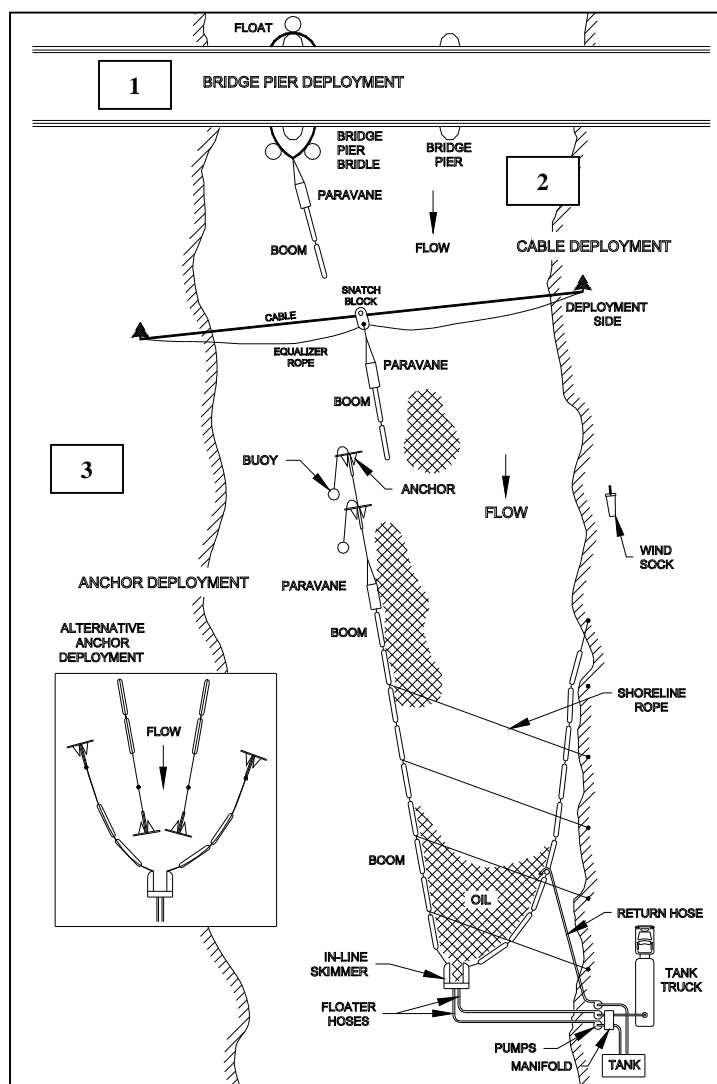 FLOAT
1
BRIDGE PIER DEPLOYMENT
BRIDGE
PIER
BRIDLE
BRIDGE
PIER
2
PARAVANE
BOOM
FLOW
CABLE DEPLOYMENT
SNATCH
BLOCK
CABLE
DEPLOYMENT
SIDE
EQUALIZER
ROPE
PARAVANE
BOOM
3
BUOY
ANCHOR
FLOW
WIND
SOCK
ANCHOR DEPLOYMENT
PARAVANE
BOOM
ALTERNATIVE
ANCHOR
DEPLOYMENT
FLOW
SHORELINE
ROPE
BOOM
OIL
RETURN HOSE
IN-LINE
SKIMMER
TANK
TRUCK
FLOATER
HOSES
PUMPS
MANIFOLD
TANK